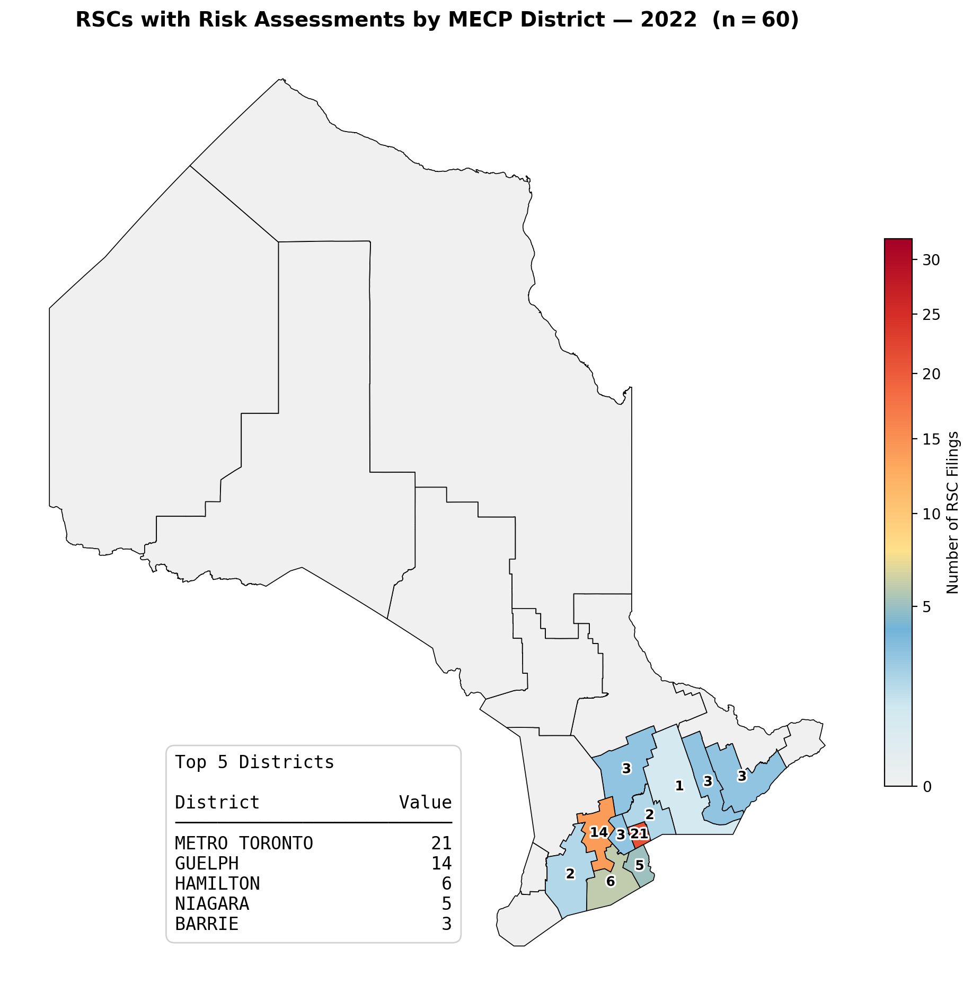 RSCs with Risk Assessments by MECP District — 2022 (n = 60)
30
25
20
15
10
5
0
Number of RSC Filings
3
1
3
3
2
14
3
21
5
2
6
Top 5 Districts
District Value
METRO TORONTO 21
GUELPH 14
HAMILTON 6
NIAGARA 5
BARRIE 3